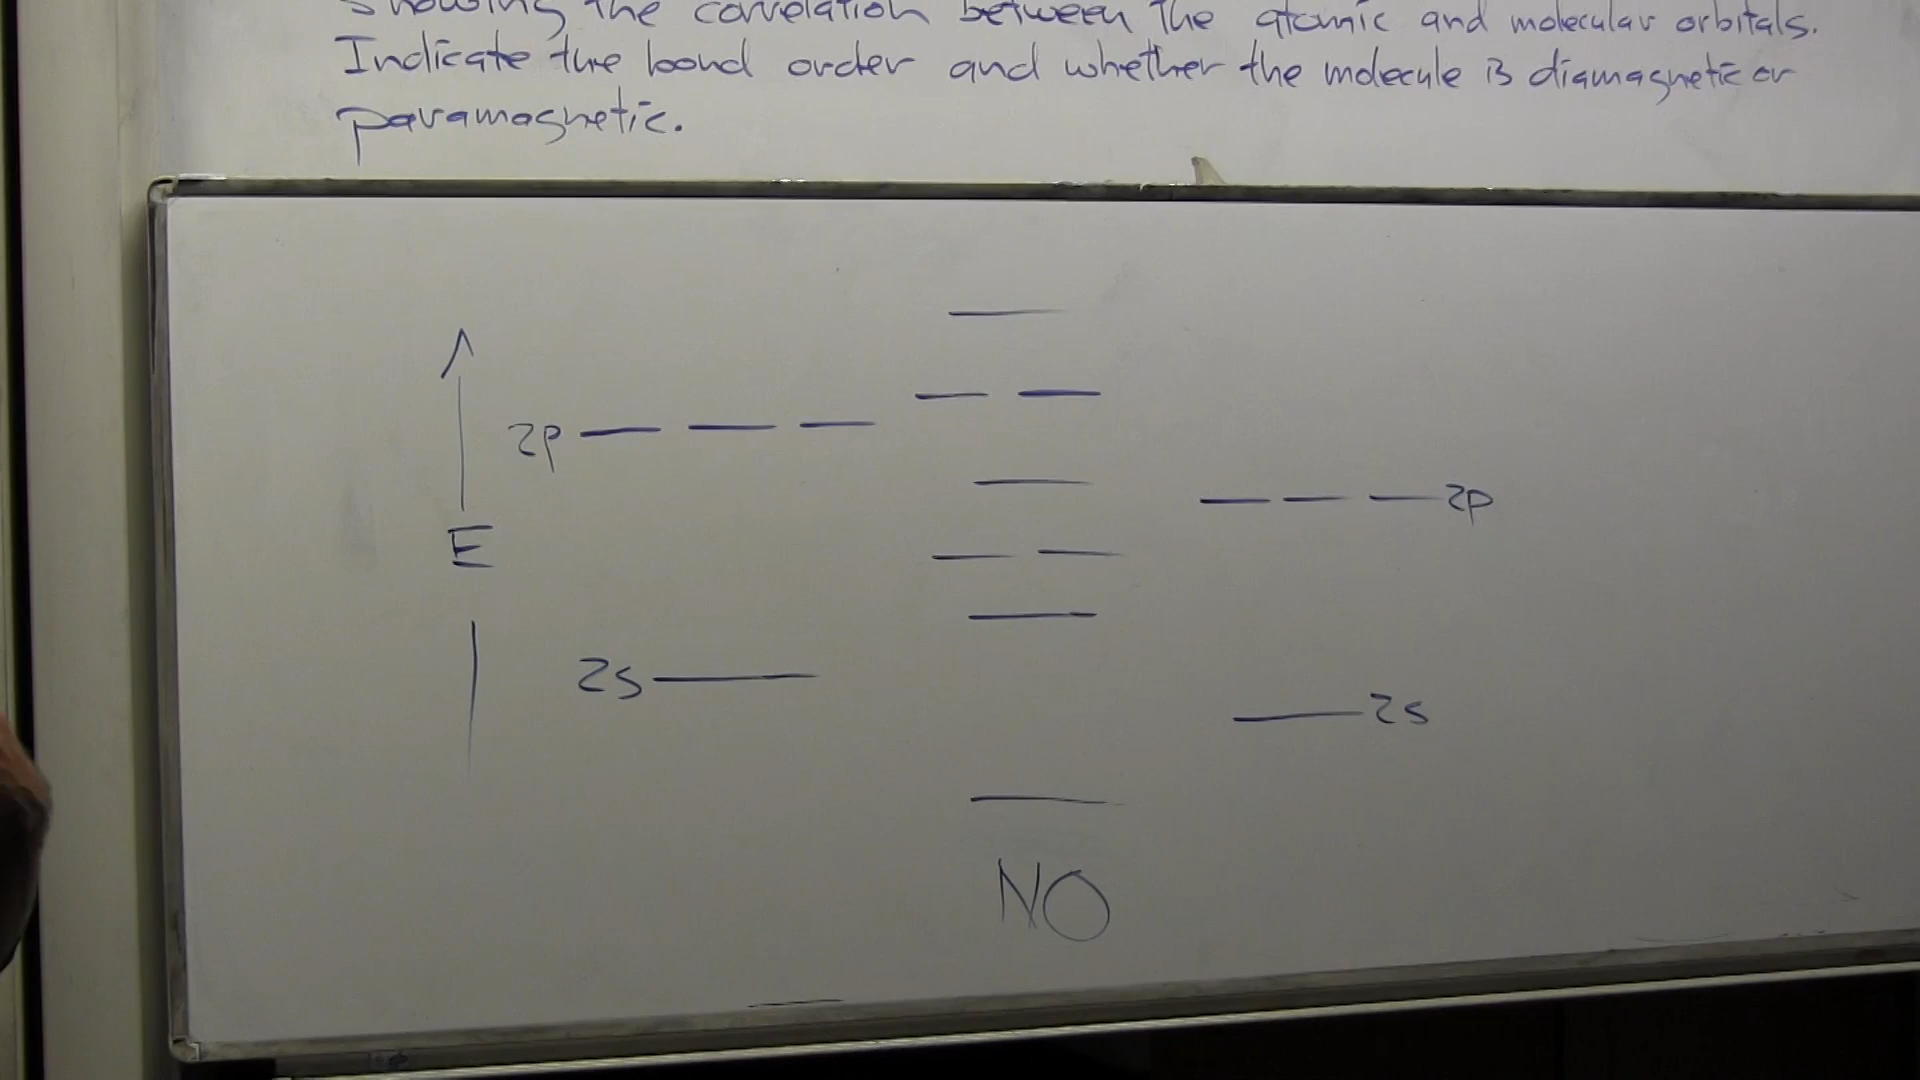 Showing the correlation between the atomic and molecular orbitals.
Indicate the bond order and whether the molecule is diamagnetic or
paramagnetic.
2p
2p
E
2s
2s
NO